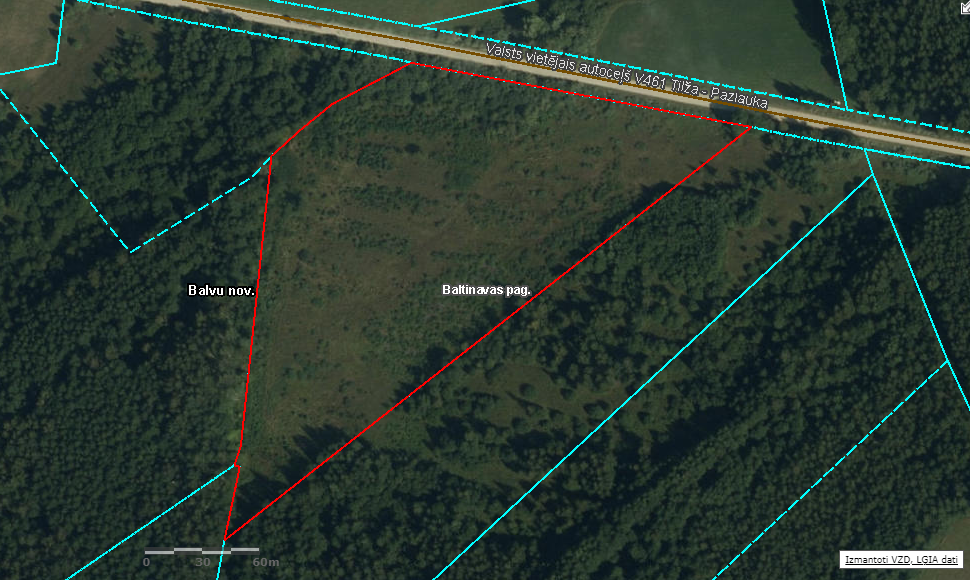 Valsts vietējais autoceļš V461 Tilža - Pazlauka
Balvu nov.
Baltinavas pag.
0 30 60m
Izmantoti VZD, LGIA dati